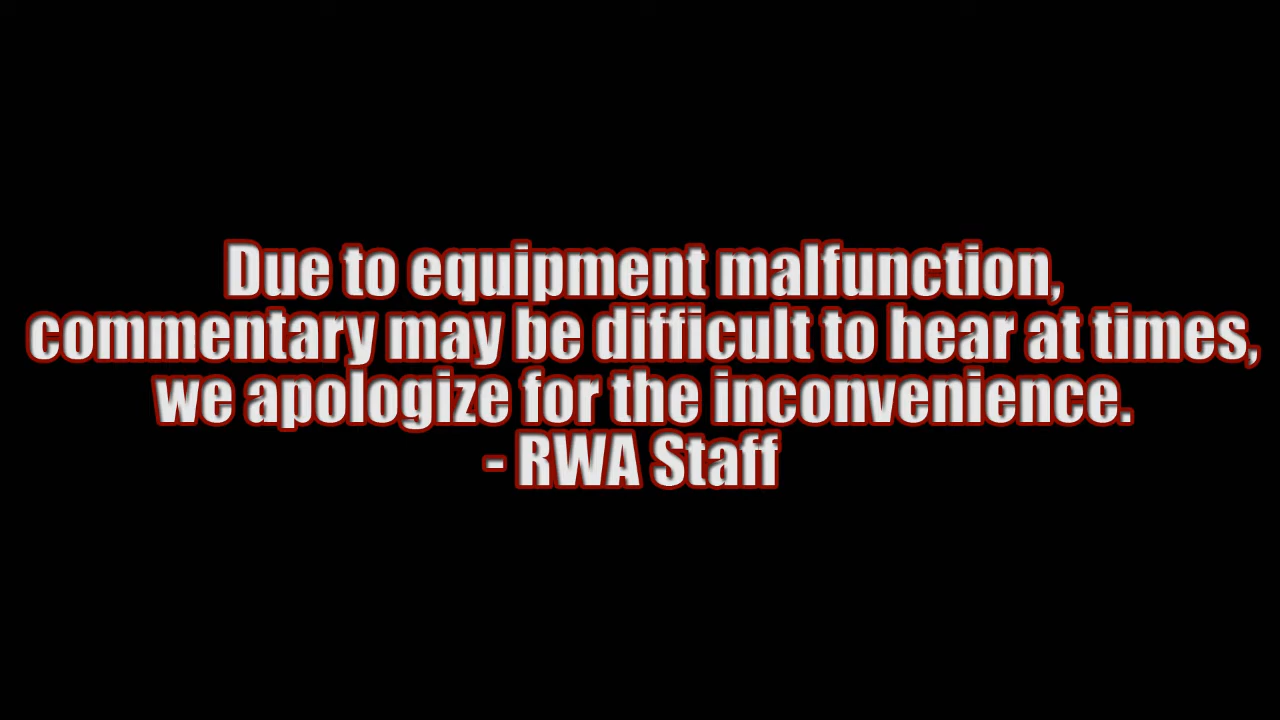 Due to equipment malfunction,
commentary may be difficult to hear at times,
we apologize for the inconvenience.
- RWA Staff